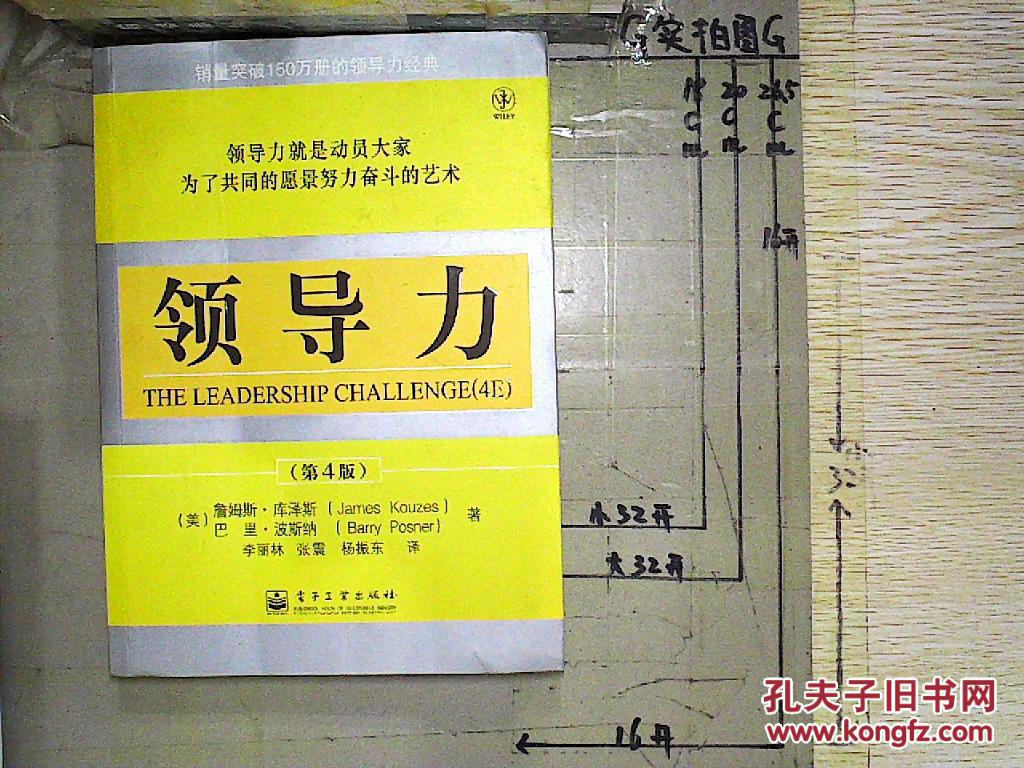 销量突破150万册的领导力经典
WILEY
领导力就是动员大家
为了共同的愿景努力奋斗的艺术
领导力
THE LEADERSHIP CHALLENGE(4E)
(第4版)
(美) 詹姆斯·库泽斯 (James Kouzes)
巴 里·波斯纳 (Barry Posner) 著
李丽林 张震 杨振东 译
电子工业出版社
G实拍图G
20
Cm
16开
小32开
大32开
32
16开
孔夫子旧书网
www.kongfz.com